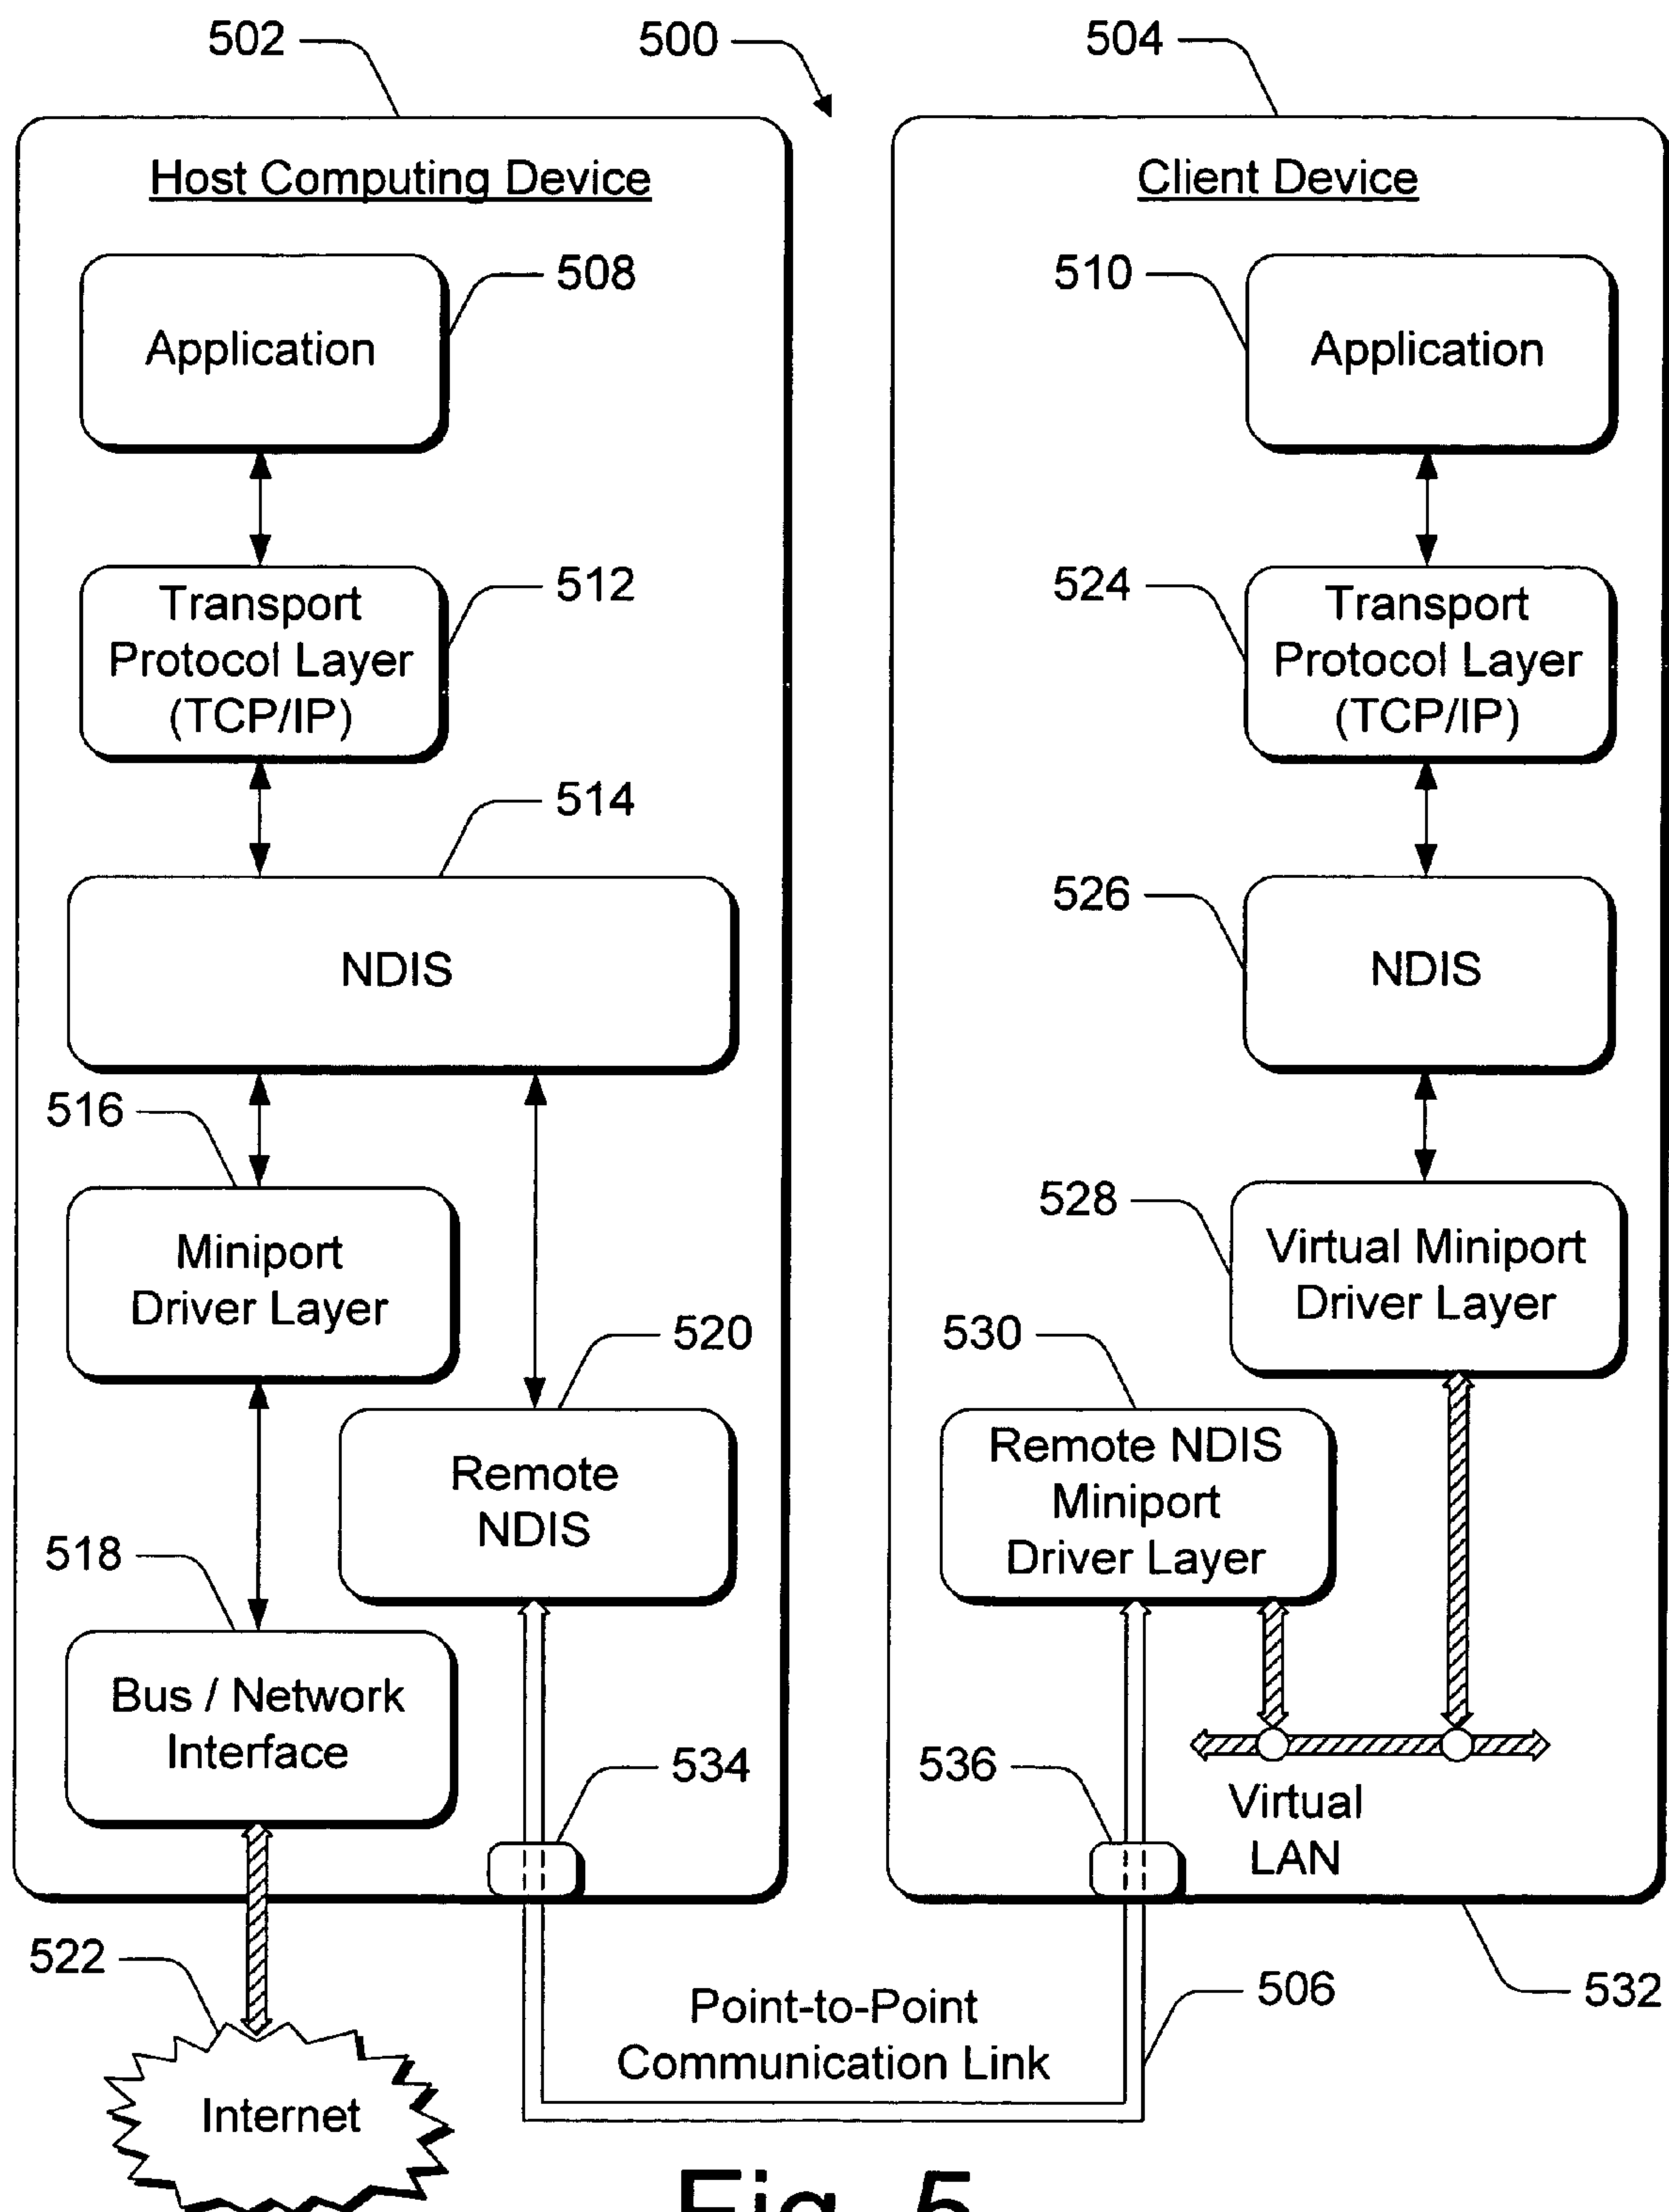 502
500
504
Host Computing Device
Client Device
508
510
Application
Application
512
524
Transport
Protocol Layer
(TCP/IP)
Transport
Protocol Layer
(TCP/IP)
514
526
NDIS
NDIS
516
528
Miniport
Driver Layer
Virtual Miniport
Driver Layer
520
530
Remote
NDIS
Remote NDIS
Miniport
Driver Layer
518
Bus / Network
Interface
534
536
Virtual
LAN
522
Point-to-Point
Communication Link
506
532
Internet
Fig. 5